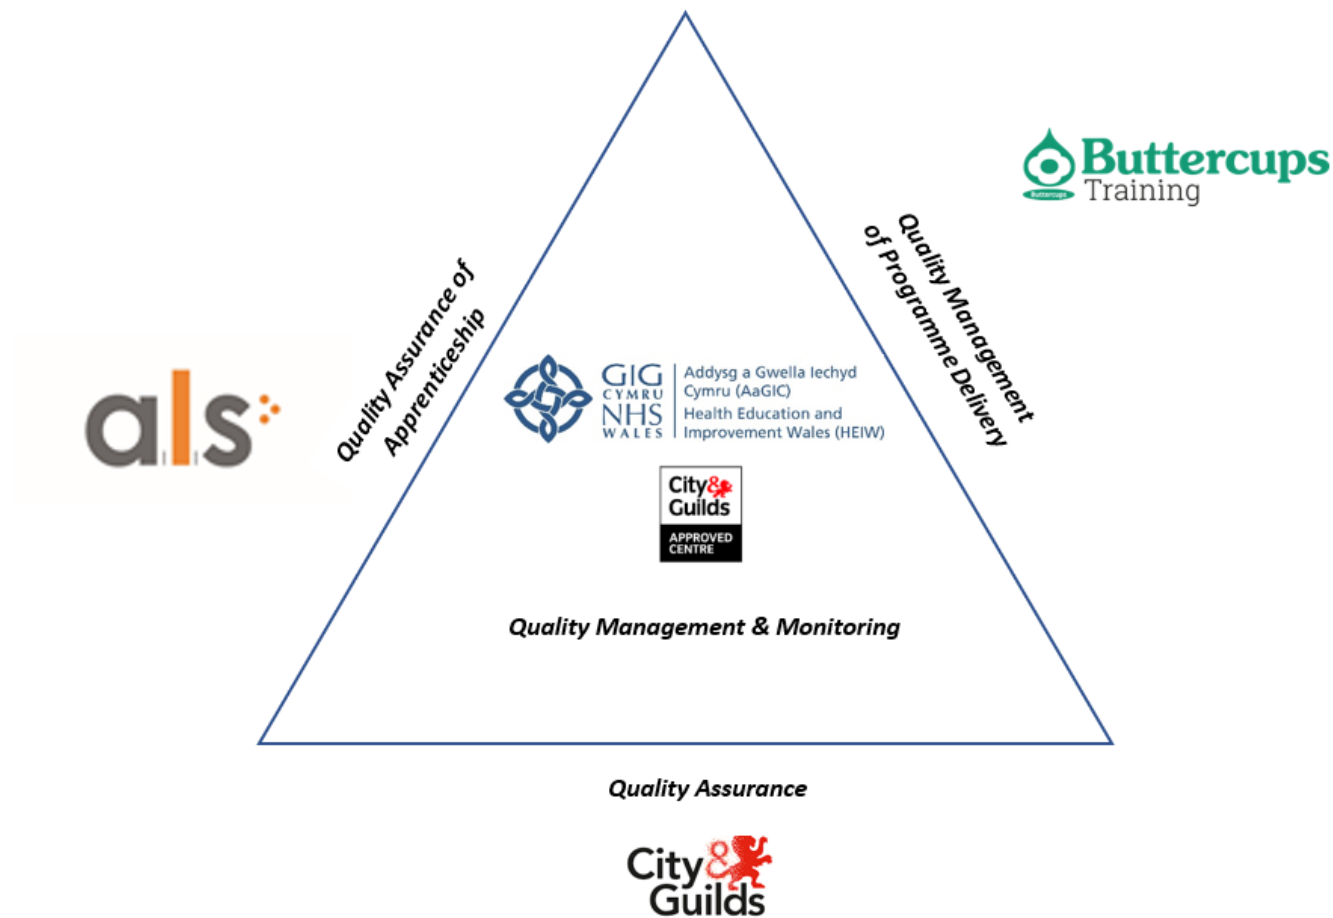 Buttercups
Training
Buttercups
Quality Management
of Programme Delivery
Quality Assurance of
Apprenticeship
als
GIG
CYMRU
NHS
WALES
Addysg a Gwella Iechyd
Cymru (AaGIC)
Health Education and
Improvement Wales (HEIW)
City&
Guilds
APPROVED
CENTRE
Quality Management & Monitoring
Quality Assurance
City&
Guilds